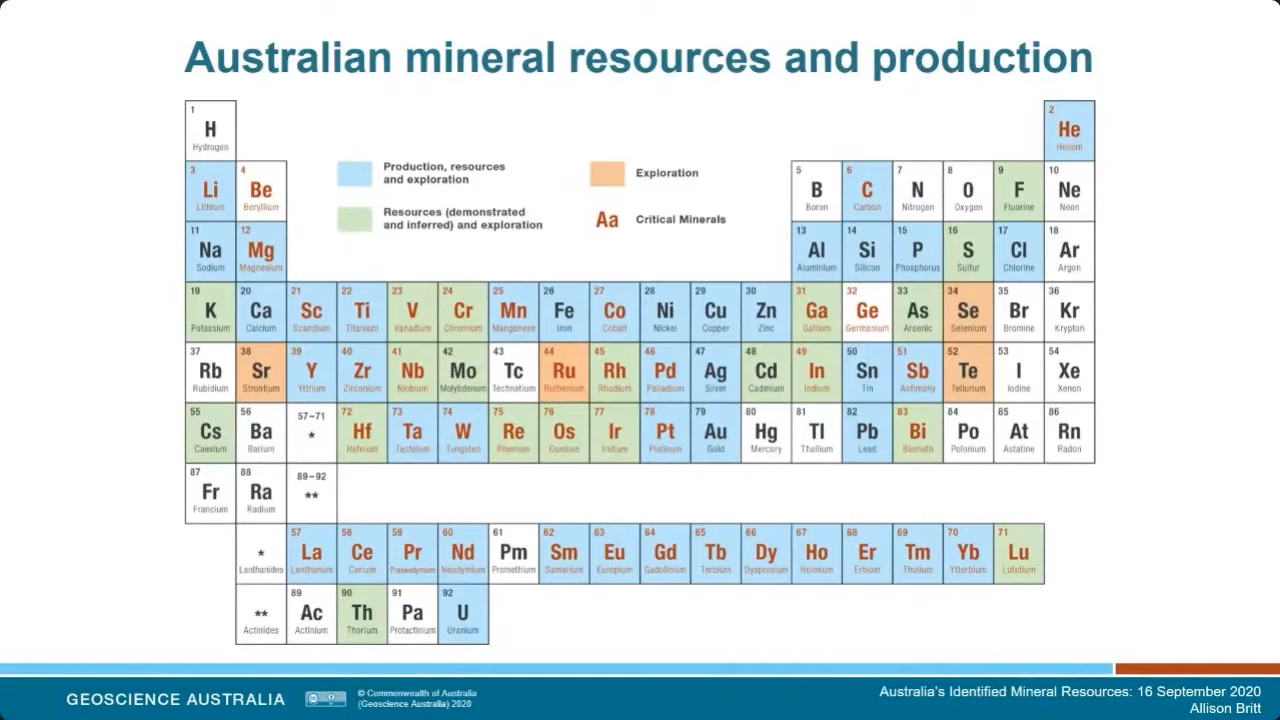 Australian mineral resources and production
1
H
Hydrogen
2
He
Helium
Production, resources
and exploration
Exploration
Resources (demonstrated
and inferred) and exploration
Aa Critical Minerals
3
Li
Lithium
4
Be
Beryllium
5
B
Boron
6
C
Carbon
7
N
Nitrogen
8
O
Oxygen
9
F
Fluorine
10
Ne
Neon
11
Na
Sodium
12
Mg
Magnesium
13
Al
Aluminium
14
Si
Silicon
15
P
Phosphorus
16
S
Sulfur
17
Cl
Chlorine
18
Ar
Argon
19
K
Potassium
20
Ca
Calcium
21
Sc
Scandium
22
Ti
Titanium
23
V
Vanadium
24
Cr
Chromium
25
Mn
Manganese
26
Fe
Iron
27
Co
Cobalt
28
Ni
Nickel
29
Cu
Copper
30
Zn
Zinc
31
Ga
Gallium
32
Ge
Germanium
33
As
Arsenic
34
Se
Selenium
35
Br
Bromine
36
Kr
Krypton
37
Rb
Rubidium
38
Sr
Strontium
39
Y
Yttrium
40
Zr
Zirconium
41
Nb
Niobium
42
Mo
Molybdenum
43
Tc
Technetium
44
Ru
Ruthenium
45
Rh
Rhodium
46
Pd
Palladium
47
Ag
Silver
48
Cd
Cadmium
49
In
Indium
50
Sn
Tin
51
Sb
Antimony
52
Te
Tellurium
53
I
Iodine
54
Xe
Xenon
55
Cs
Caesium
56
Ba
Barium
57–71
*
72
Hf
Hafnium
73
Ta
Tantalum
74
W
Tungsten
75
Re
Rhenium
76
Os
Osmium
77
Ir
Iridium
78
Pt
Platinum
79
Au
Gold
80
Hg
Mercury
81
Tl
Thallium
82
Pb
Lead
83
Bi
Bismuth
84
Po
Polonium
85
At
Astatine
86
Rn
Radon
87
Fr
Francium
88
Ra
Radium
89–92
**
*
Lanthanides
57
La
Lanthanum
58
Ce
Cerium
59
Pr
Praseodymium
60
Nd
Neodymium
61
Pm
Promethium
62
Sm
Samarium
63
Eu
Europium
64
Gd
Gadolinium
65
Tb
Terbium
66
Dy
Dysprosium
67
Ho
Holmium
68
Er
Erbium
69
Tm
Thulium
70
Yb
Ytterbium
71
Lu
Lutetium
**
Actinides
89
Ac
Actinium
90
Th
Thorium
91
Pa
Protactinium
92
U
Uranium
GEOSCIENCE AUSTRALIA
© Commonwealth of Australia
(Geoscience Australia) 2020
Australia's Identified Mineral Resources: 16 September 2020
Allison Britt